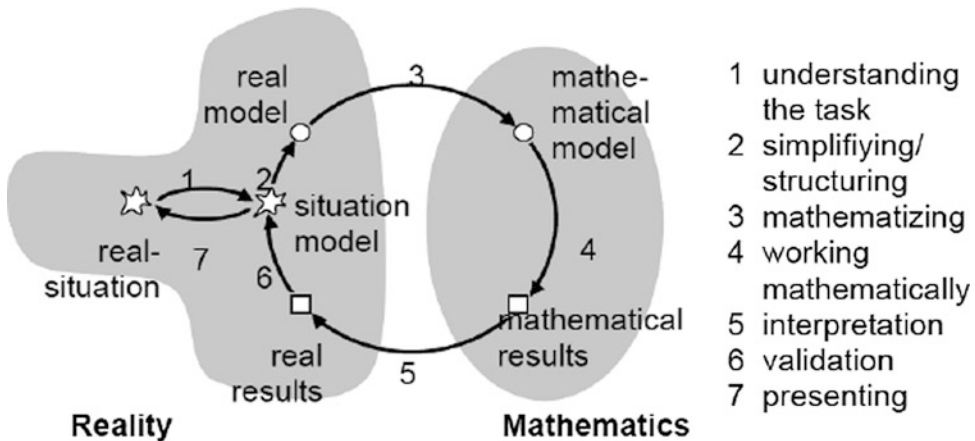 real
model
3
mathe-
matical
model
1
2
situation
model
real-
situation
7
6
4
mathematical
results
real
results
5
Reality
Mathematics
1 understanding
the task
2 simplifiying/
structuring
3 mathematizing
4 working
mathematically
5 interpretation
6 validation
7 presenting